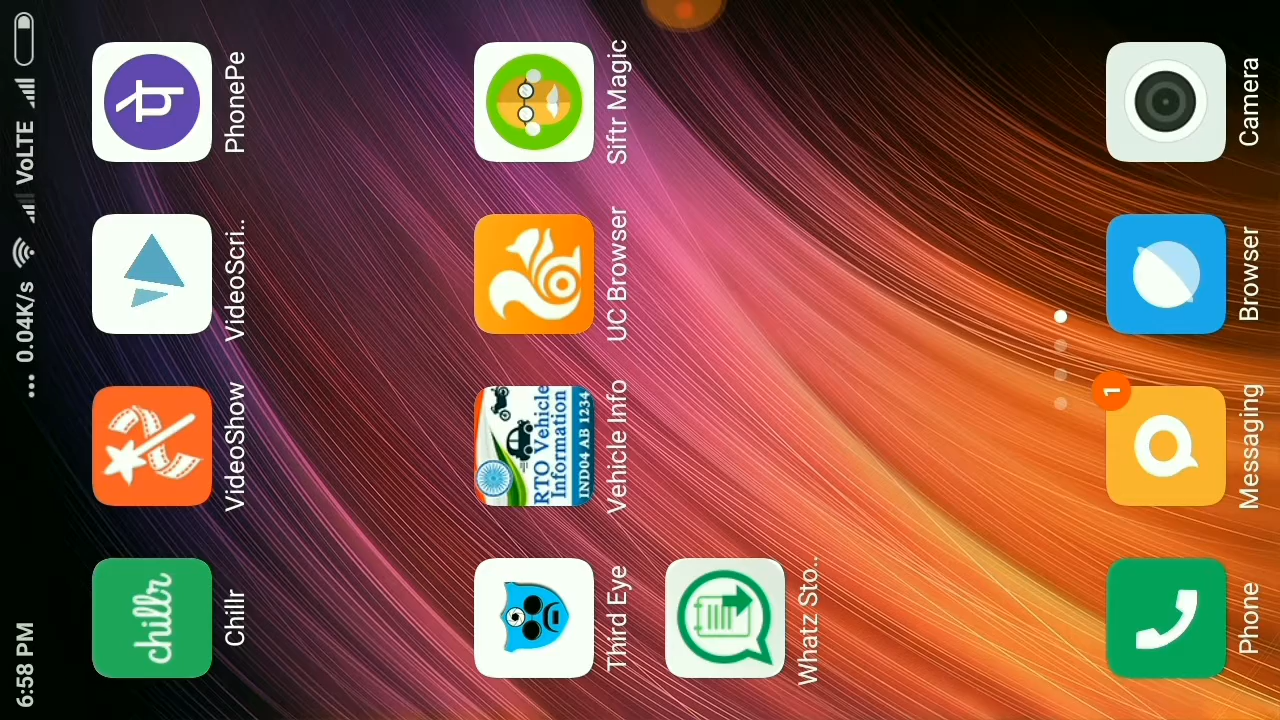 6:58 PM
... 0.04K/s
VoLTE
chillr
Chillr
VideoShow
VideoScri..
PhonePe
Third Eye
RTO Vehicle
Information
IND04 AB 1234
Vehicle Info
UC Browser
Siftr Magic
Whatz Sto..
Phone
1
Messaging
Browser
Camera